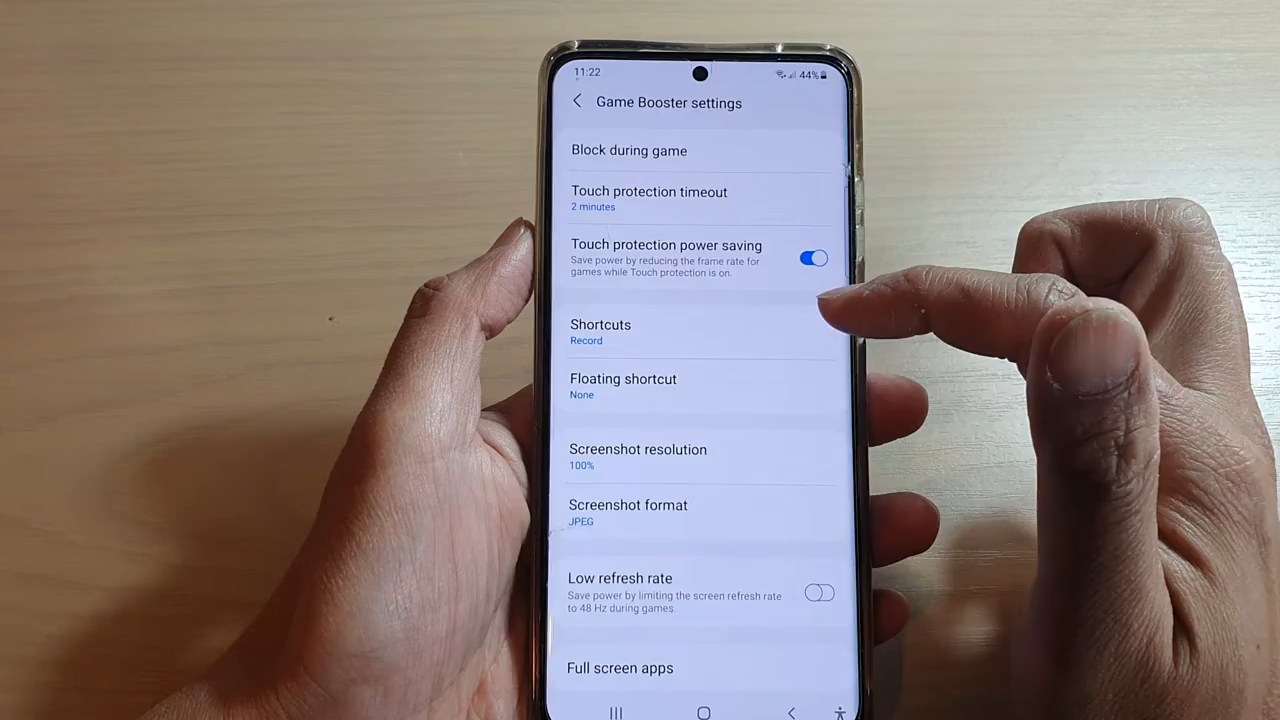 11:22
44%
Game Booster settings
Block during game
Touch protection timeout
2 minutes
Touch protection power saving
Save power by reducing the frame rate for
games while Touch protection is on.
Shortcuts
Record
Floating shortcut
None
Screenshot resolution
100%
Screenshot format
JPEG
Low refresh rate
Save power by limiting the screen refresh rate
to 48 Hz during games.
Full screen apps